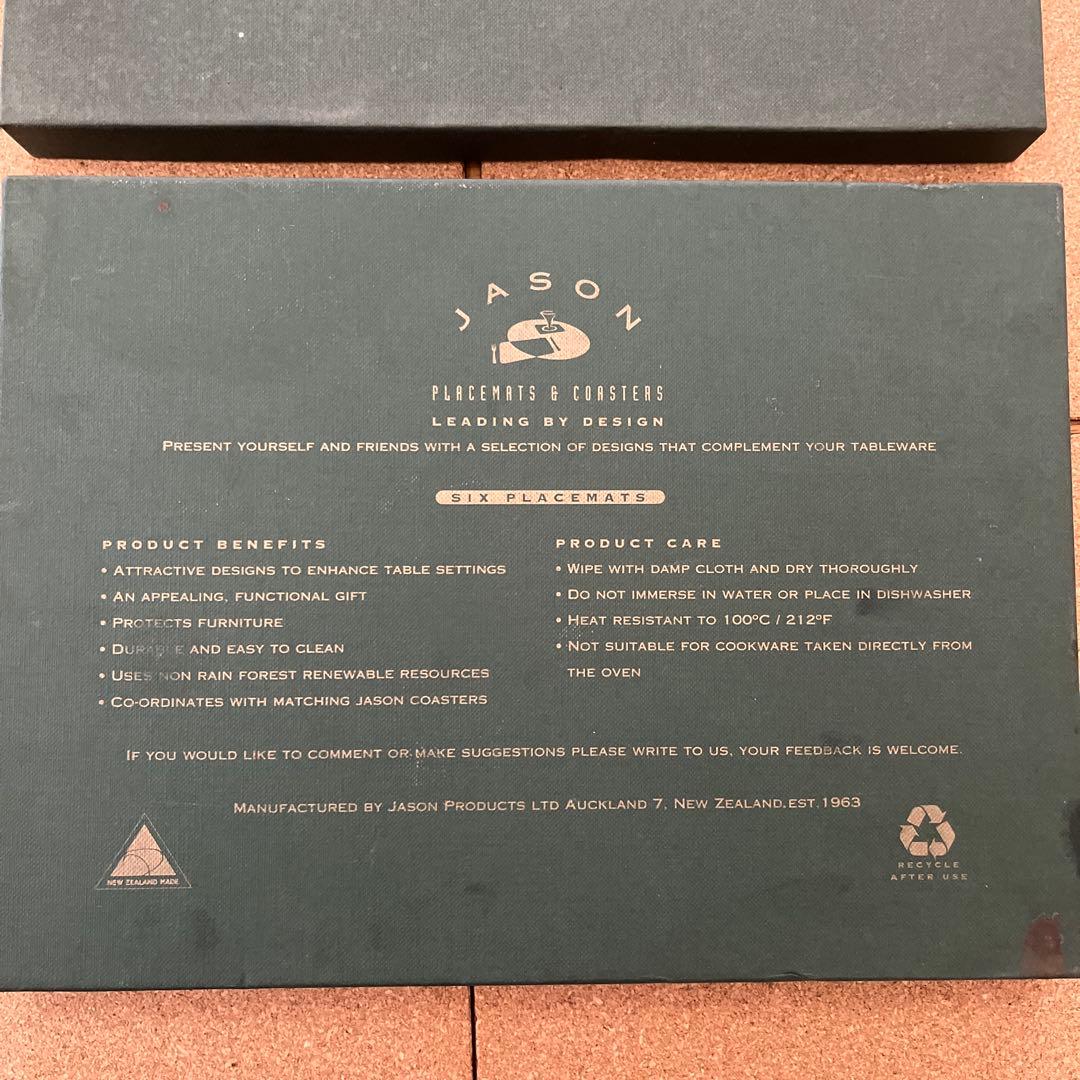 JASON
PLACEMATS & COASTERS
LEADING BY DESIGN
PRESENT YOURSELF AND FRIENDS WITH A SELECTION OF DESIGNS THAT COMPLEMENT YOUR TABLEWARE
SIX PLACEMATS
PRODUCT BENEFITS
• ATTRACTIVE DESIGNS TO ENHANCE TABLE SETTINGS
• AN APPEALING, FUNCTIONAL GIFT
• PROTECTS FURNITURE
• DURABLE AND EASY TO CLEAN
• USES NON RAIN FOREST RENEWABLE RESOURCES
• CO-ORDINATES WITH MATCHING JASON COASTERS
PRODUCT CARE
• WIPE WITH DAMP CLOTH AND DRY THOROUGHLY
• DO NOT IMMERSE IN WATER OR PLACE IN DISHWASHER
• HEAT RESISTANT TO 100°C / 212°F
• NOT SUITABLE FOR COOKWARE TAKEN DIRECTLY FROM
THE OVEN
IF YOU WOULD LIKE TO COMMENT OR MAKE SUGGESTIONS PLEASE WRITE TO US, YOUR FEEDBACK IS WELCOME.
MANUFACTURED BY JASON PRODUCTS LTD AUCKLAND 7, NEW ZEALAND.EST.1963
NEW ZEALAND MADE
RECYCLE
AFTER USE